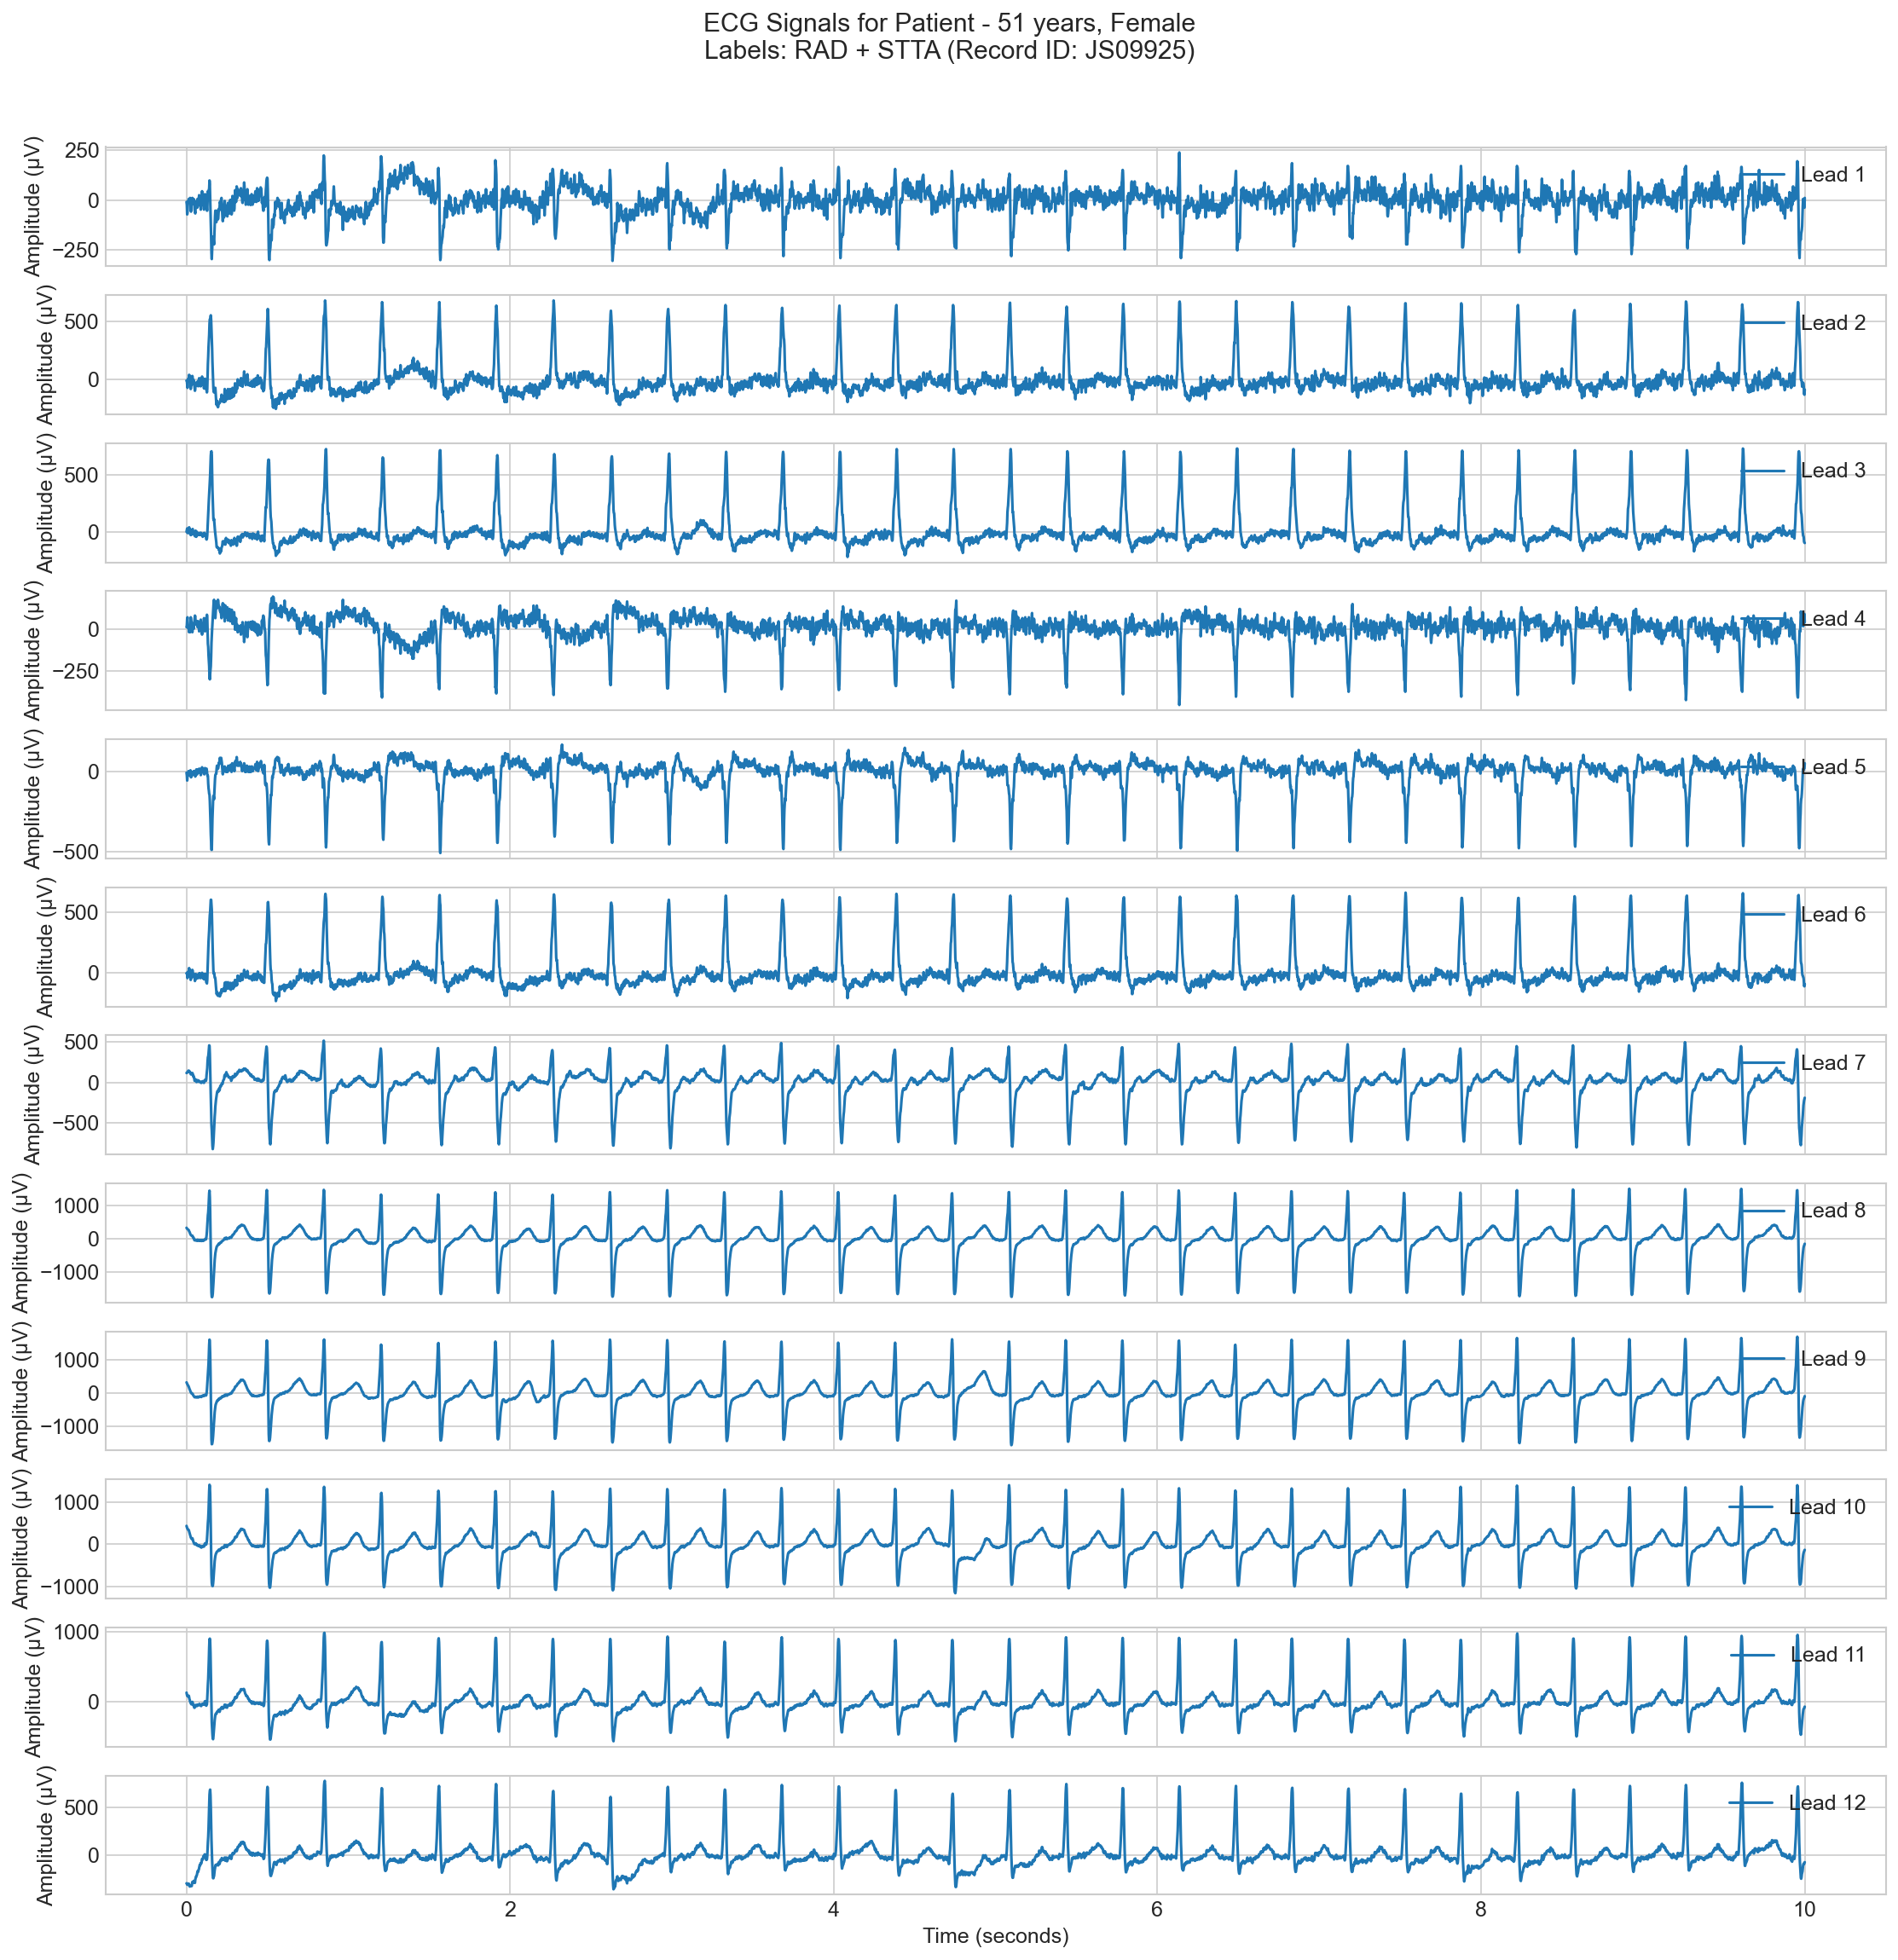 ECG Signals for Patient - 51 years, Female
Labels: RAD + STTA (Record ID: JS09925)
Amplitude (µV)
250
0
−250
Lead 1
Amplitude (µV)
500
0
Lead 2
Amplitude (µV)
500
0
Lead 3
Amplitude (µV)
0
−250
Lead 4
Amplitude (µV)
0
−500
Lead 5
Amplitude (µV)
500
0
Lead 6
Amplitude (µV)
500
0
−500
Lead 7
Amplitude (µV)
1000
0
−1000
Lead 8
Amplitude (µV)
1000
0
−1000
Lead 9
Amplitude (µV)
1000
0
−1000
Lead 10
Amplitude (µV)
1000
0
Lead 11
Amplitude (µV)
500
0
Lead 12
0 2 4 6 8 10
Time (seconds)